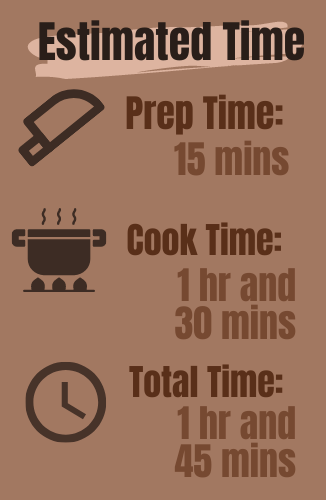 Estimated Time
Prep Time:
15 mins
Cook Time:
1 hr and
30 mins
Total Time:
1 hr and
45 mins